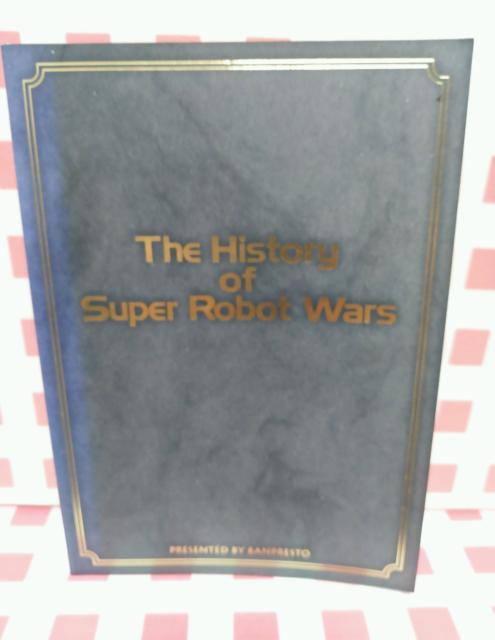 The History
of
Super Robot Wars
PRESENTED BY BANPRESTO